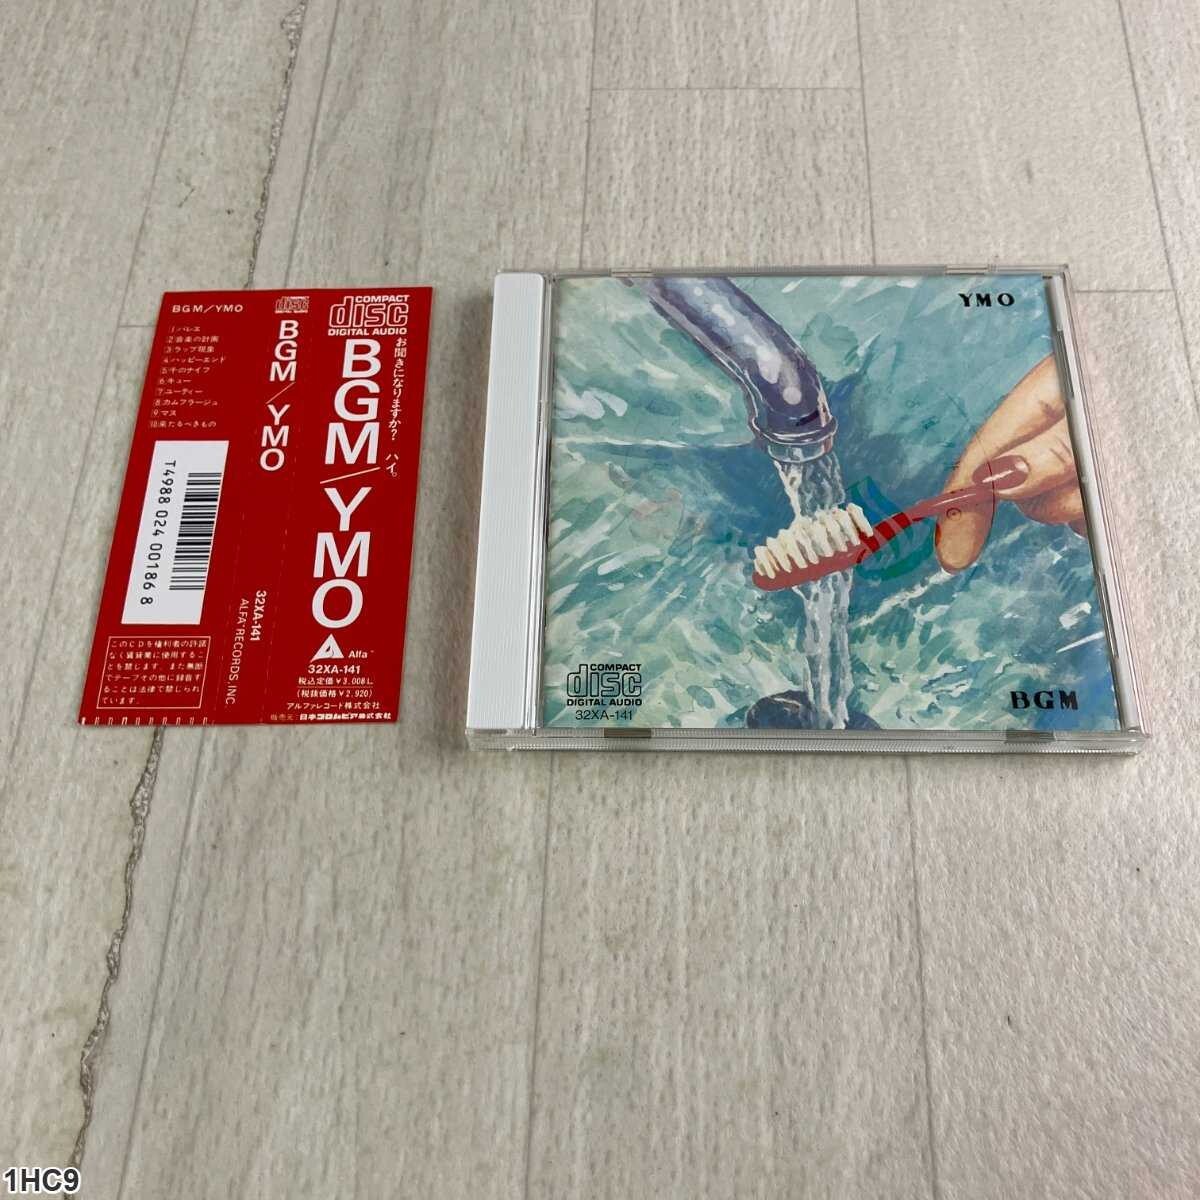 BGM/YMO
1バレエ
2音楽の計画
3ラップ現象
4ハッピーエンド
5千のナイフ
6キュー
7ユーティー
8カムフラージュ
9マス
10来たるべきもの
T4988 024 001868
このCDを権利者の許諾
なく賃貸業に使用するこ
とを禁じます。また無断
でテープその他に録音す
ることは法律で禁じられ
ています。
COMPACT
disc
DIGITAL AUDIO
BGM/YMO
32XA-141
ALFA RECORDS, INC.
COMPACT
disc
DIGITAL AUDIO
お聞きになりますか? ハイ。
BGM/YMO
Alfa
32XA-141
税込定価¥3,008
(税抜価格¥2,920)
アルファレコード株式会社
販売元:日本コロムビア株式会社
YMO
COMPACT
disc
DIGITAL AUDIO
32XA-141
BGM
1HC9